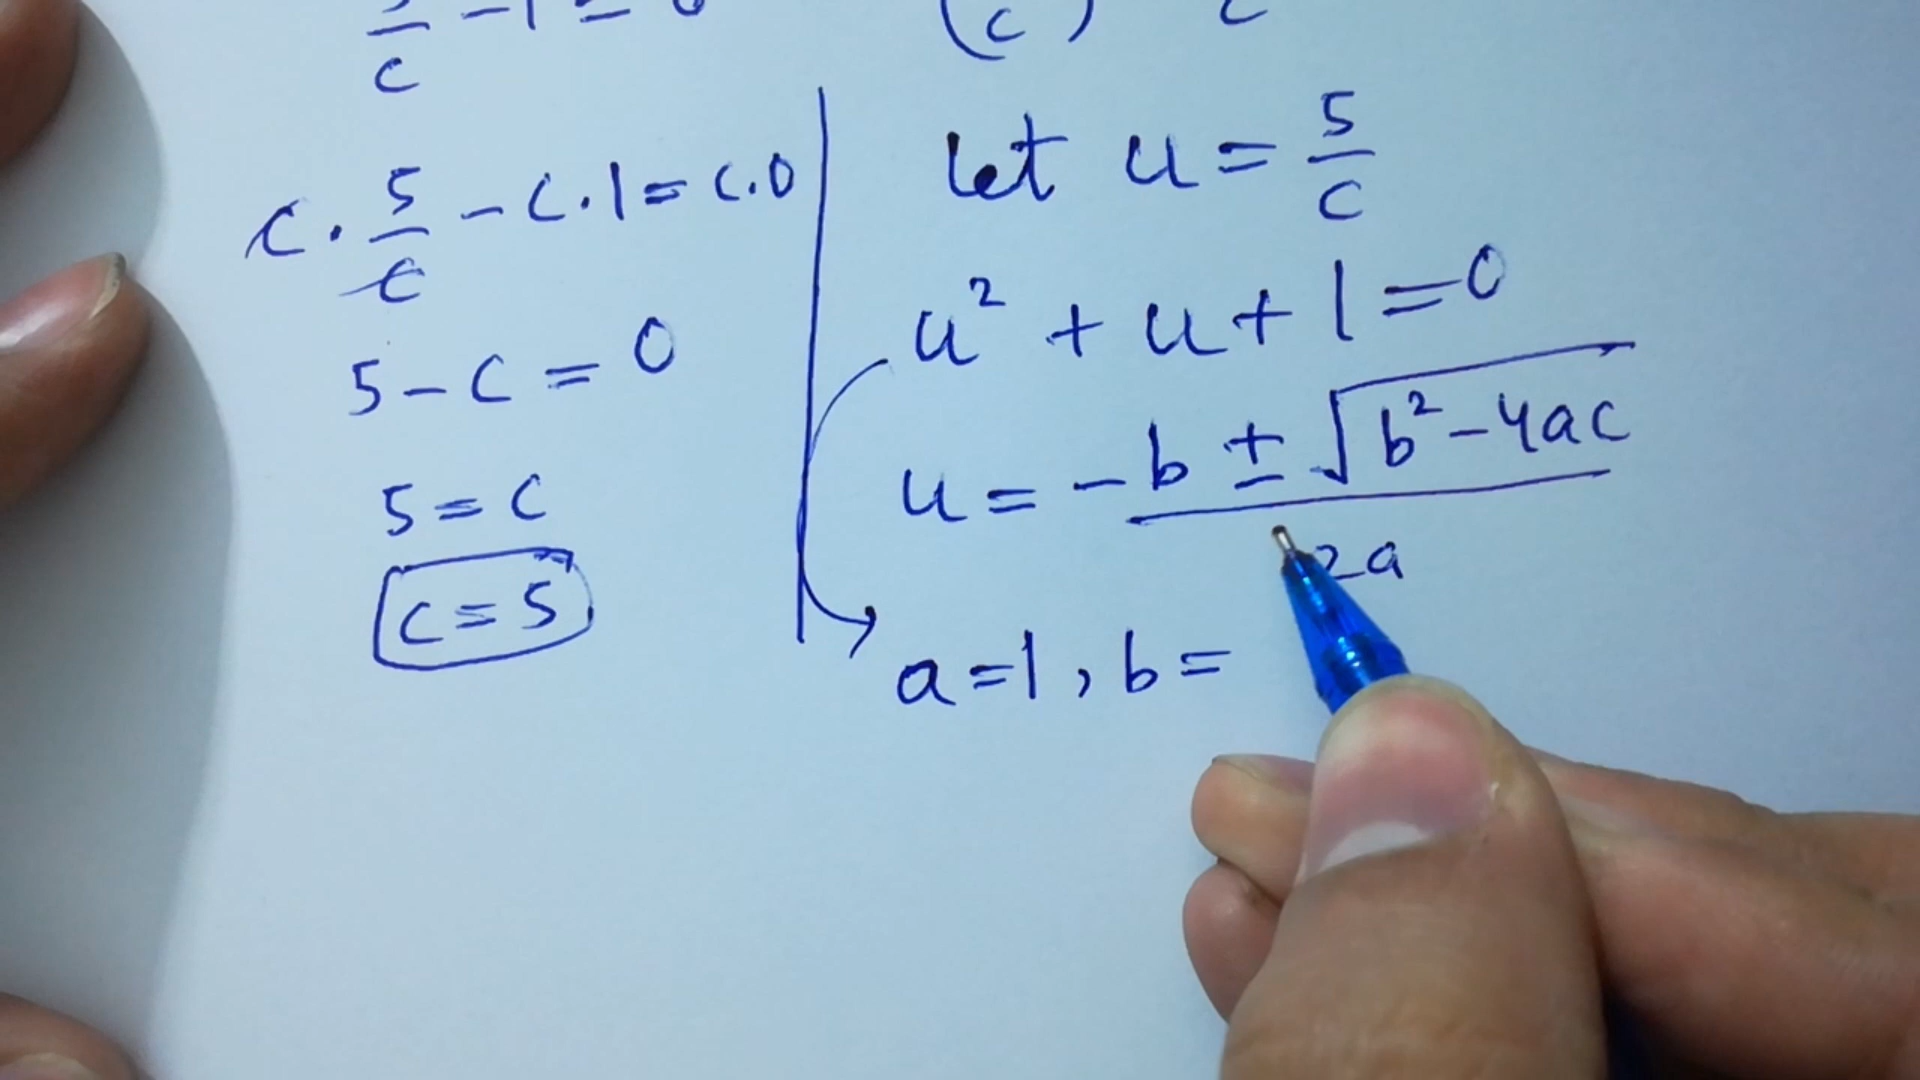 c
(c) c
c · 5/c - c · 1 = c · 0
5 - c = 0
5 = c
c = 5
let u = 5/c
u² + u + 1 = 0
u = -b ± √b² - 4ac / 2a
a = 1 , b =